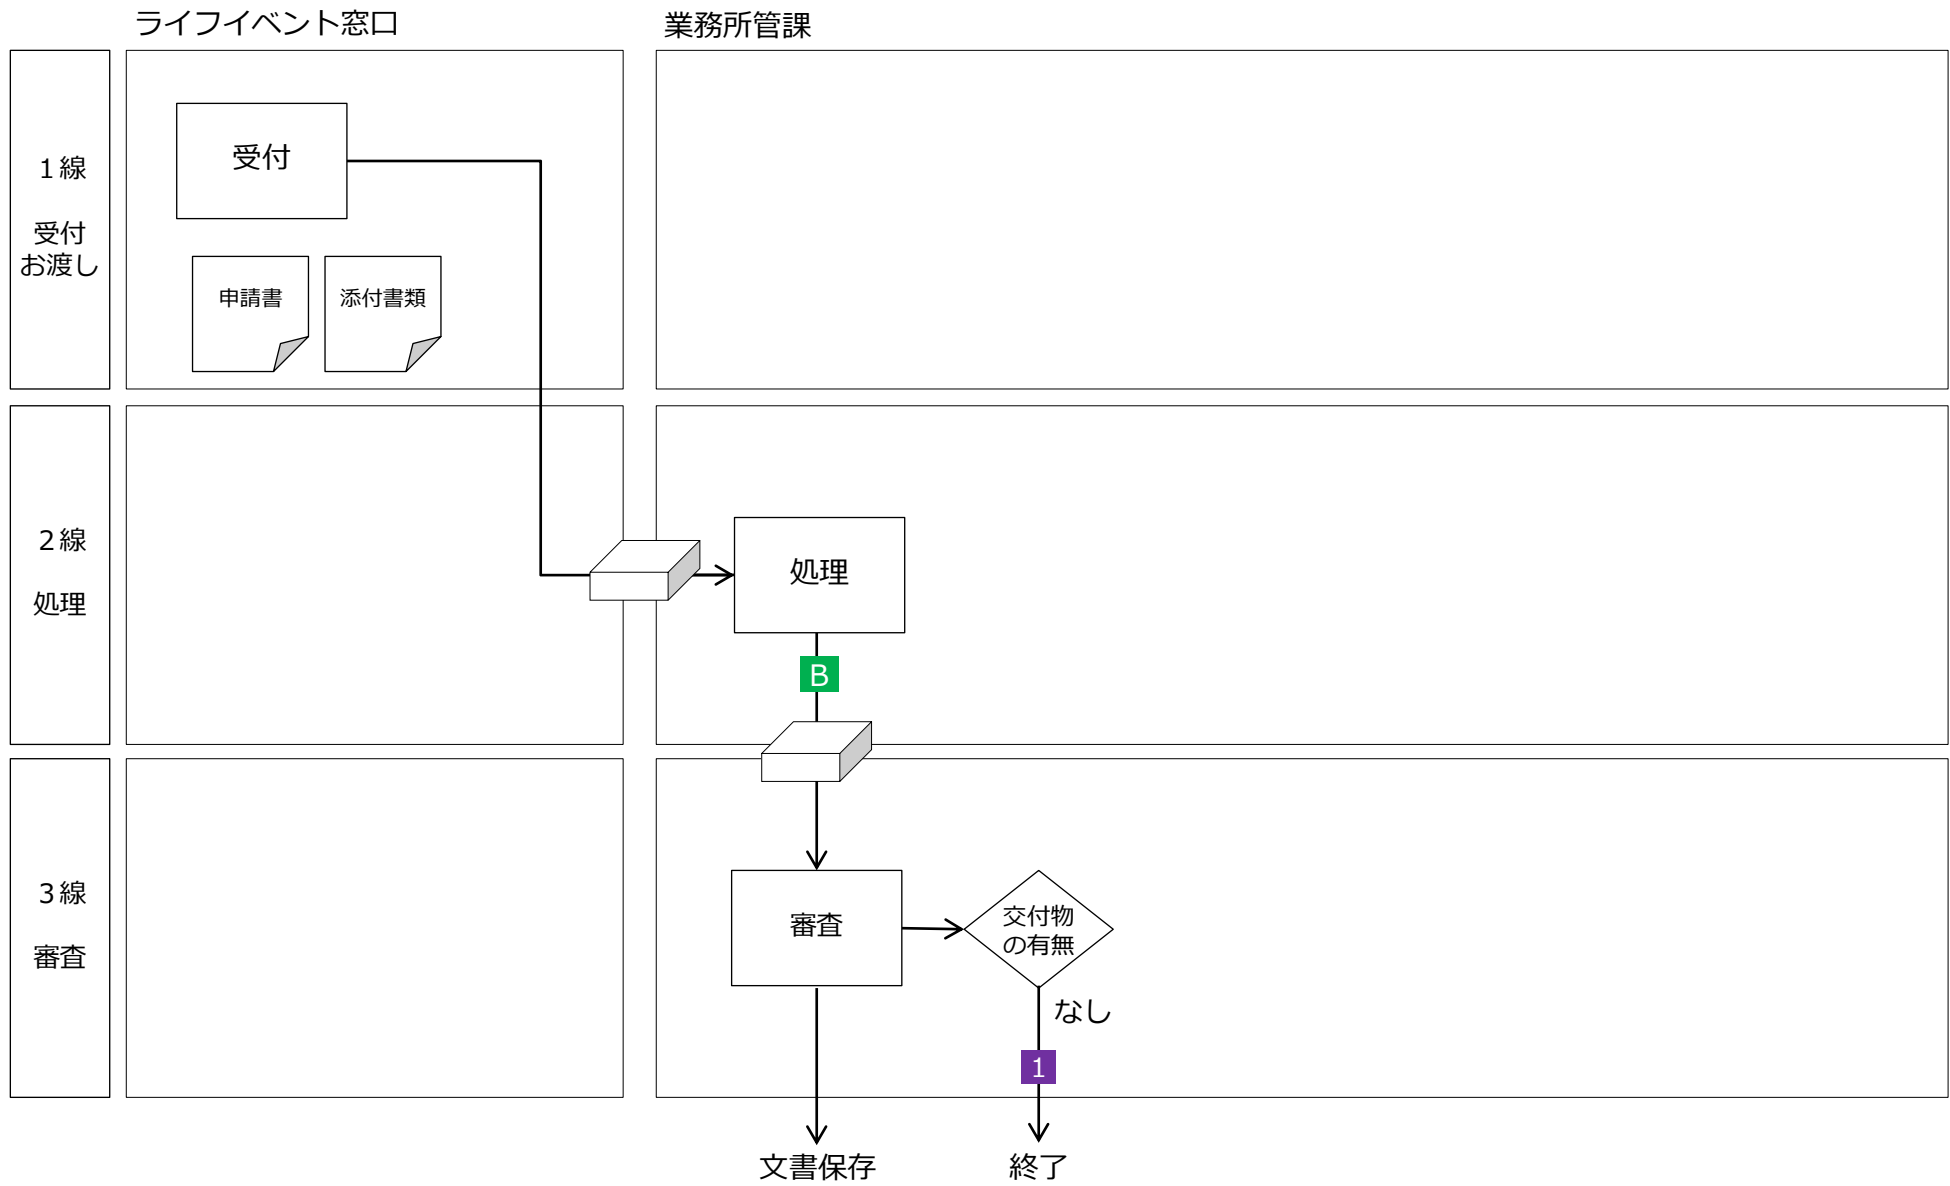 ライフイベント窓口
業務所管課
１線
受付
お渡し
受付
申請書
添付書類
２線
処理
処理
B
３線
審査
審査
交付物
の有無
なし
1
文書保存
終了